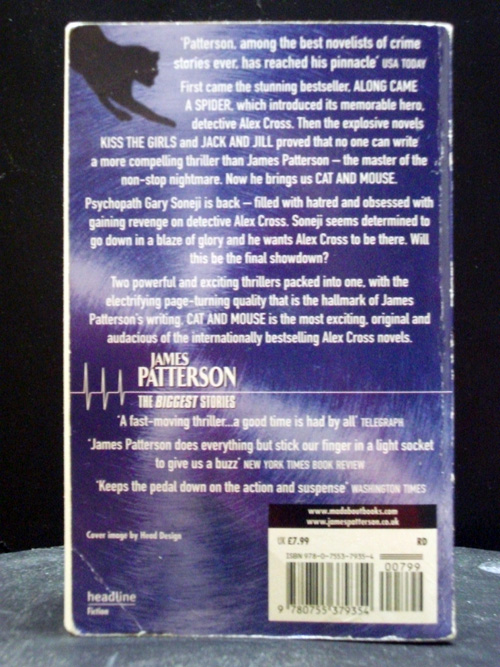 'Patterson, among the best novelists of crime
stories ever, has reached his pinnacle' USA TODAY
First came the stunning bestseller, ALONG CAME
A SPIDER, which introduced its memorable hero,
detective Alex Cross. Then the explosive novels
KISS THE GIRLS and JACK AND JILL proved that no one can write
a more compelling thriller than James Patterson – the master of the
non-stop nightmare. Now he brings us CAT AND MOUSE.
Psychopath Gary Soneji is back – filled with hatred and obsessed with
gaining revenge on detective Alex Cross. Soneji seems determined to
go down in a blaze of glory and he wants Alex Cross to be there. Will
this be the final showdown?
Two powerful and exciting thrillers packed into one, with the
electrifying page-turning quality that is the hallmark of James
Patterson's writing, CAT AND MOUSE is the most exciting, original and
audacious of the internationally bestselling Alex Cross novels.
JAMES
PATTERSON
THE BIGGEST STORIES
'A fast-moving thriller...a good time is had by all' TELEGRAPH
'James Patterson does everything but stick our finger in a light socket
to give us a buzz' NEW YORK TIMES BOOK REVIEW
'Keeps the pedal down on the action and suspense' WASHINGTON TIMES
www.madaboutbooks.com
www.jamespatterson.co.uk
Cover image by Head Design
UK £7.99 RD
ISBN 978-0-7553-7935-4
00799
9 780755 379354
headline
Fiction